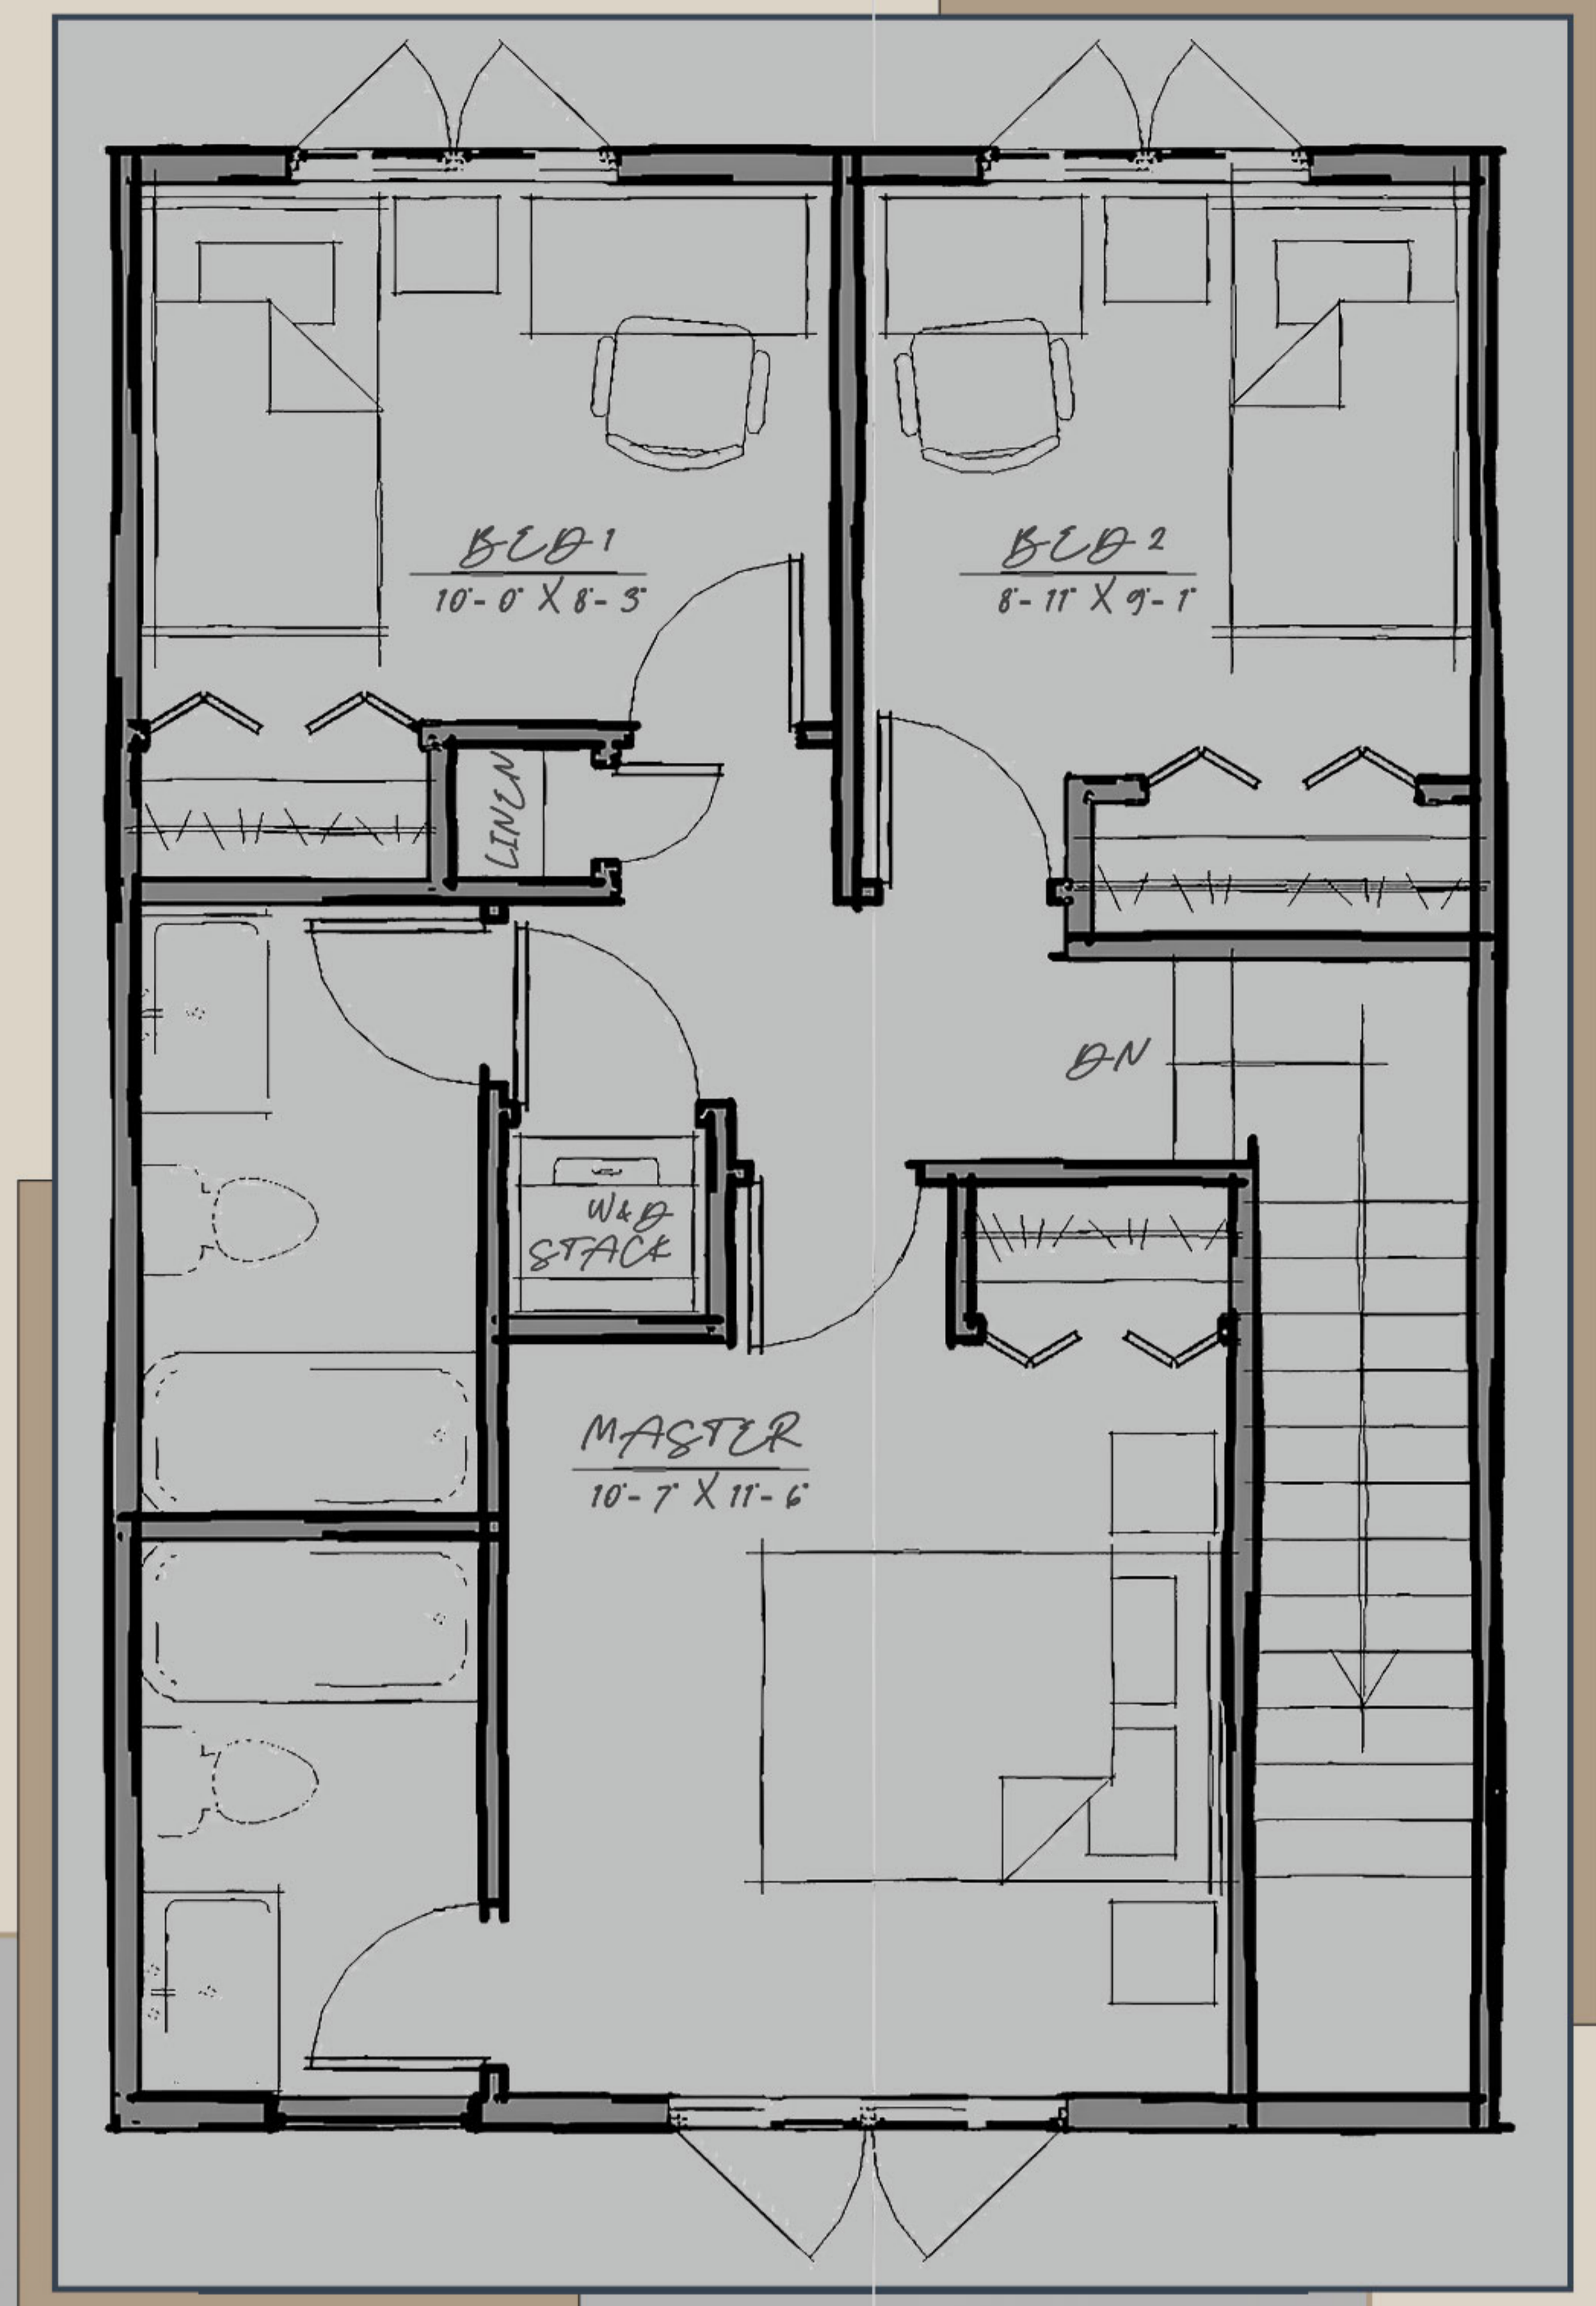 BED 1
10'- 0" X 8'- 3"
BED 2
8'- 11" X 9'- 1"
LINEN
DN
W&D
STACK
MASTER
10'- 7" X 11'- 6"